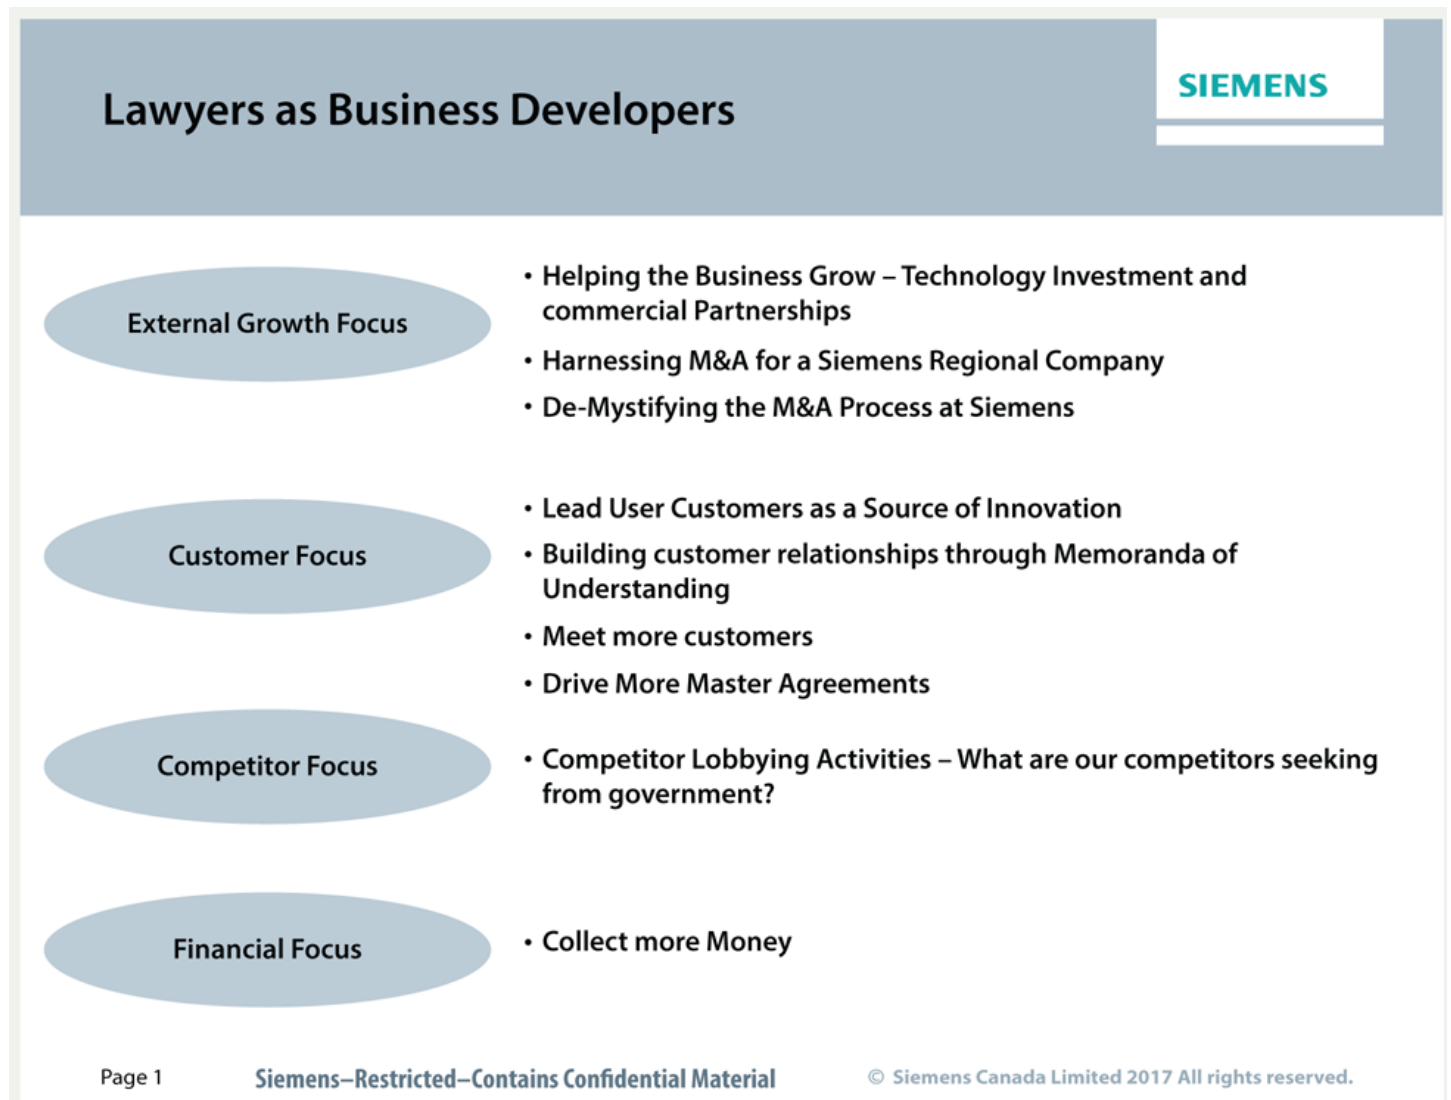 Lawyers as Business Developers
SIEMENS
External Growth Focus
• Helping the Business Grow – Technology Investment and
commercial Partnerships
• Harnessing M&A for a Siemens Regional Company
• De-Mystifying the M&A Process at Siemens
Customer Focus
• Lead User Customers as a Source of Innovation
• Building customer relationships through Memoranda of
Understanding
• Meet more customers
• Drive More Master Agreements
Competitor Focus
• Competitor Lobbying Activities – What are our competitors seeking
from government?
Financial Focus
• Collect more Money
Page 1
Siemens–Restricted–Contains Confidential Material
© Siemens Canada Limited 2017 All rights reserved.